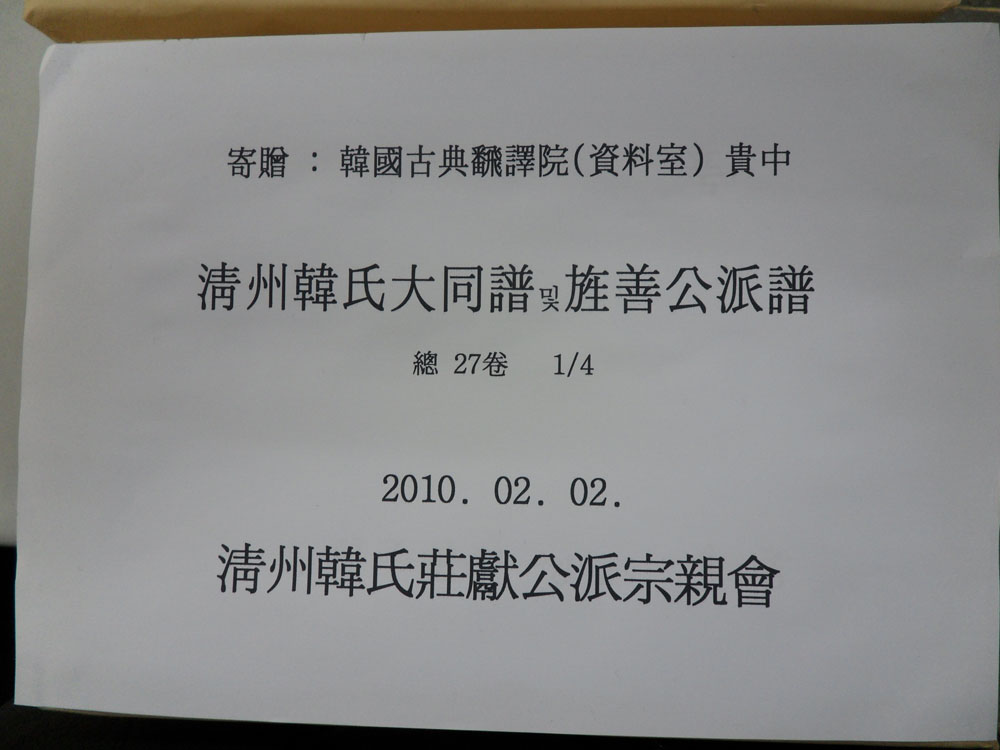 寄贈 : 韓國古典飜譯院(資料室) 貴中
淸州韓氏大同譜및旌善公派譜
總 27卷 1/4
2010. 02. 02.
淸州韓氏莊獻公派宗親會